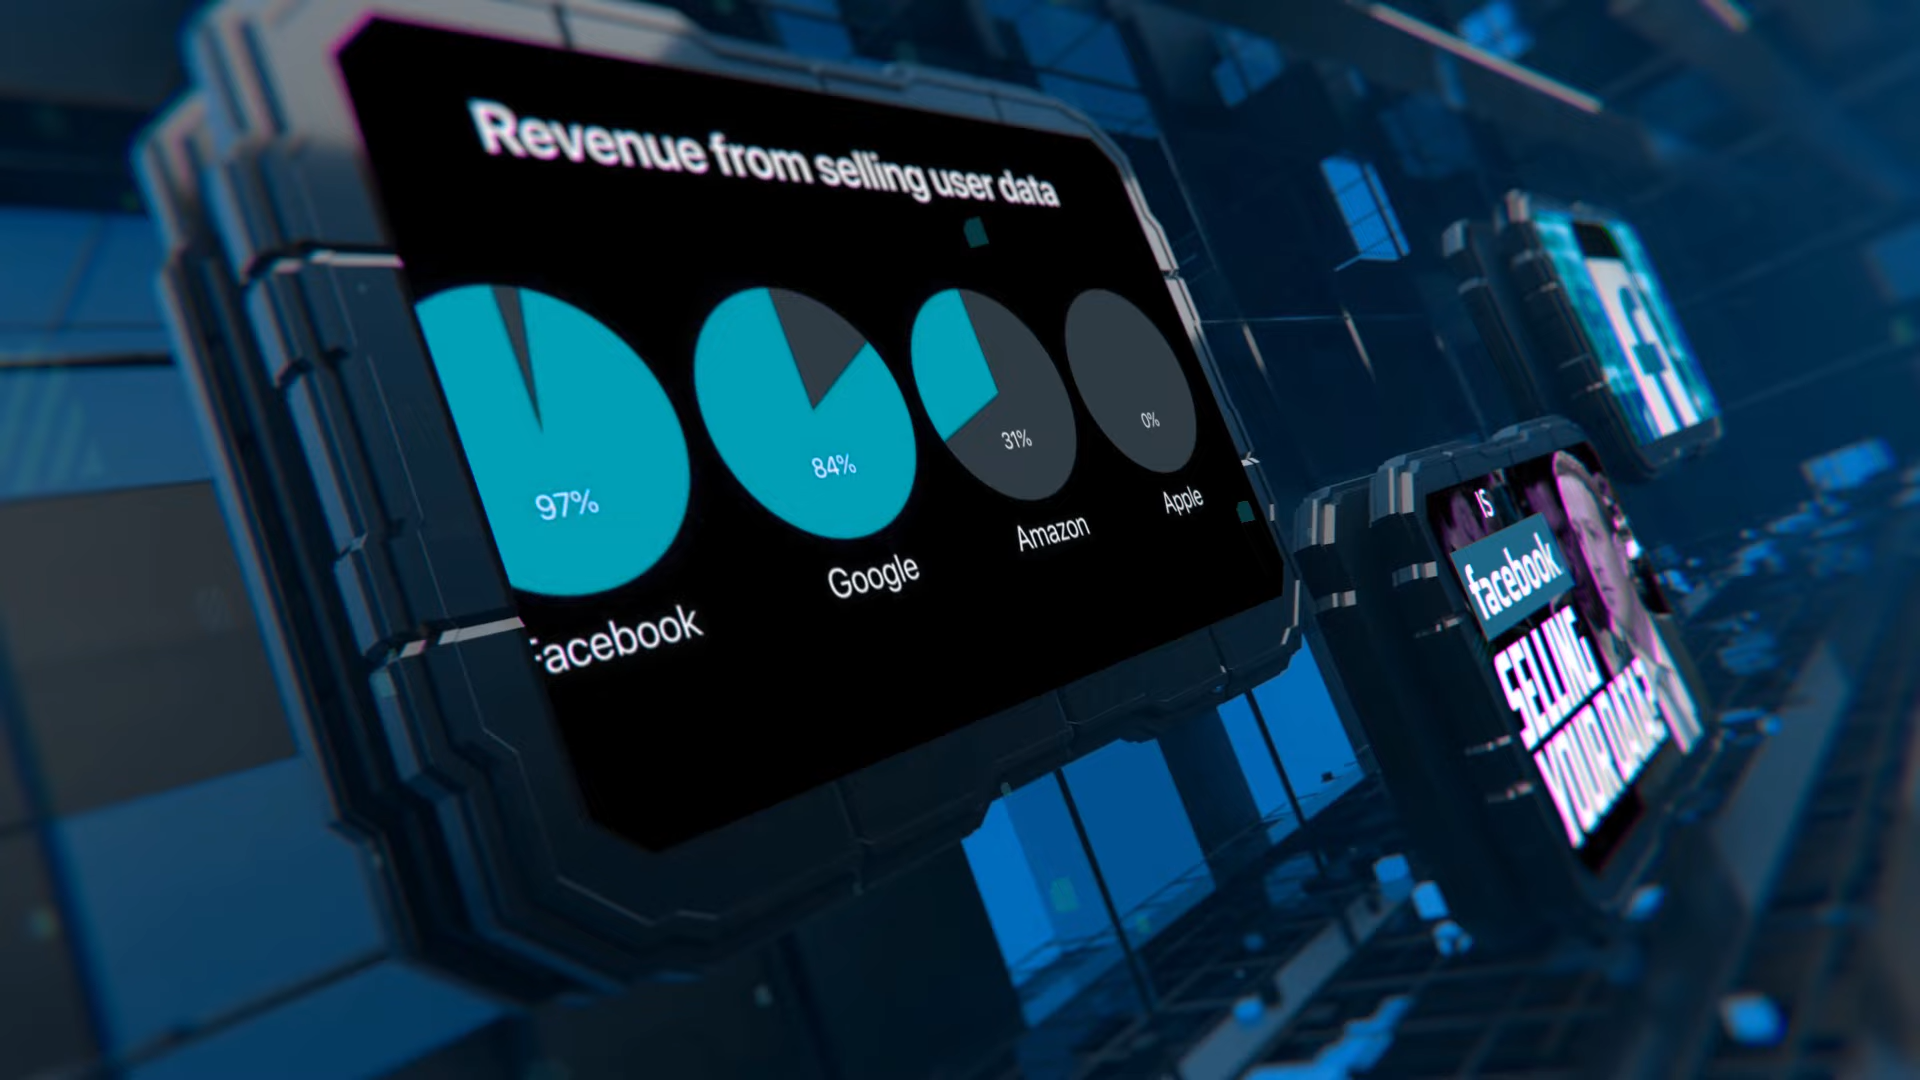 Revenue from selling user data
97%
84%
31%
0%
Facebook
Google
Amazon
Apple
IS
facebook
SELLING
YOUR DATA?